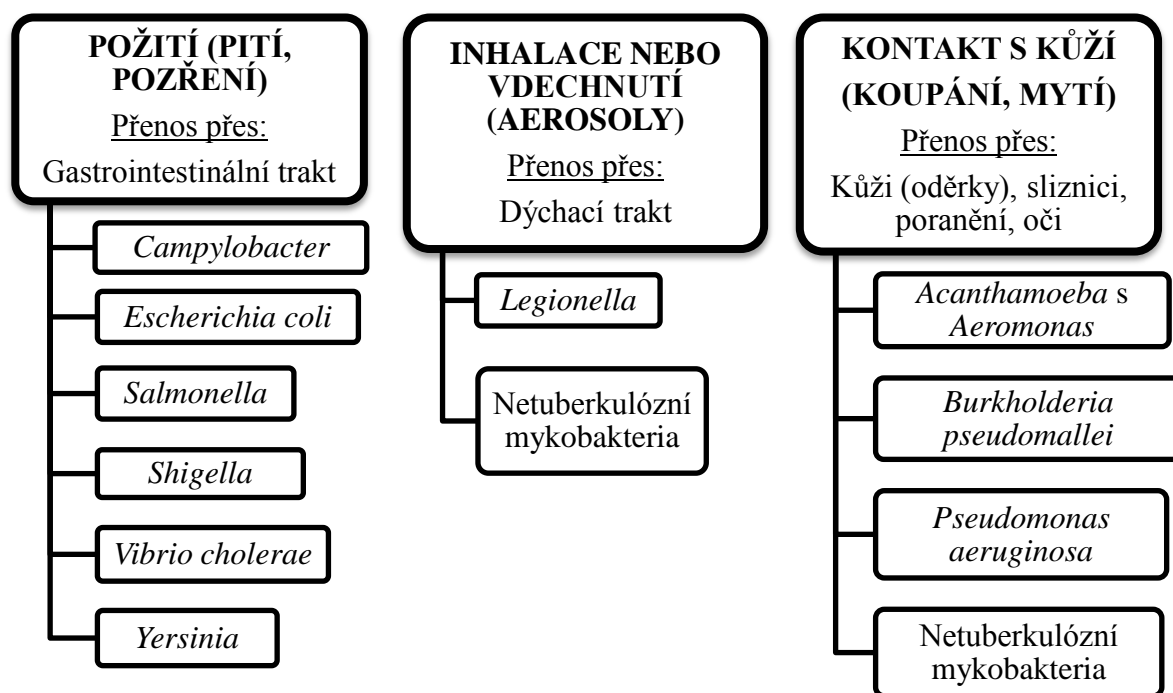 POŽITÍ (PITÍ,
POZŘENÍ)
Přenos přes:
Gastrointestinální trakt
Campylobacter
Escherichia coli
Salmonella
Shigella
Vibrio cholerae
Yersinia
INHALACE NEBO
VDECHNUTÍ
(AEROSOLY)
Přenos přes:
Dýchací trakt
Legionella
Netuberkulózní
mykobakteria
KONTAKT S KŮŽÍ
(KOUPÁNÍ, MYTÍ)
Přenos přes:
Kůži (oděrky), sliznici,
poranění, oči
Acanthamoeba s
Aeromonas
Burkholderia
pseudomallei
Pseudomonas
aeruginosa
Netuberkulózní
mykobakteria